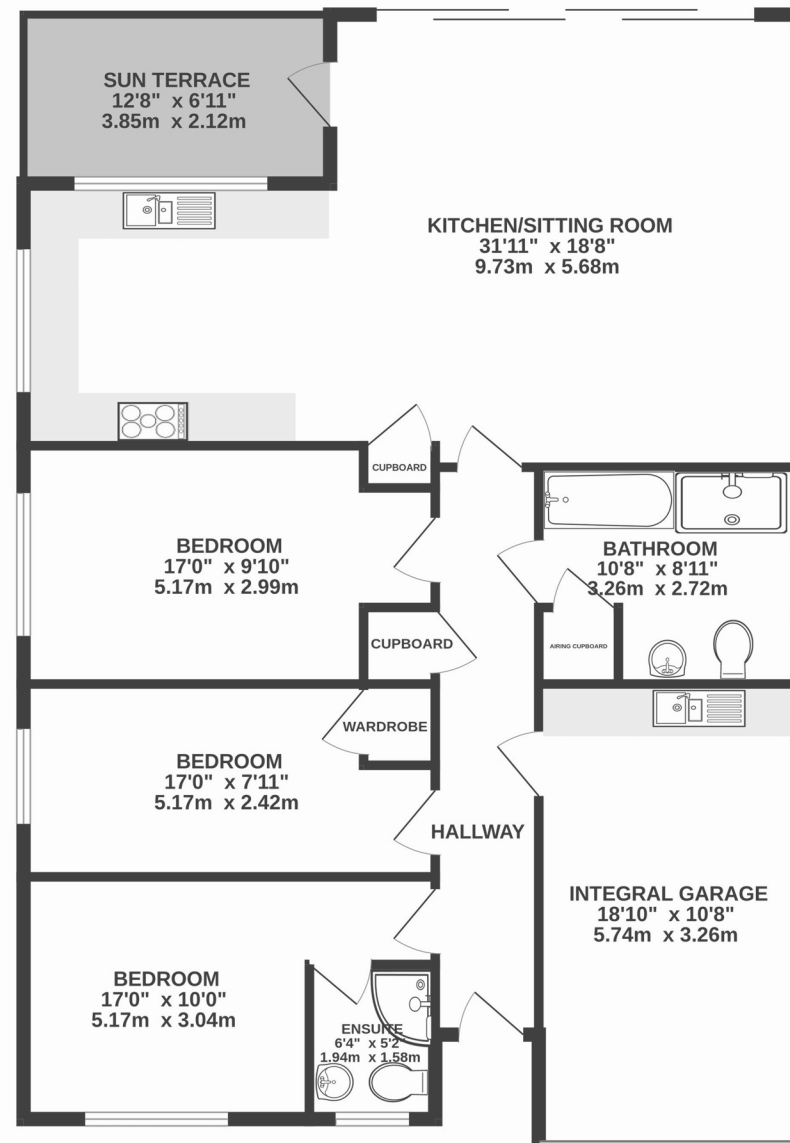 SUN TERRACE
12'8" x 6'11"
3.85m x 2.12m
KITCHEN/SITTING ROOM
31'11" x 18'8"
9.73m x 5.68m
CUPBOARD
BEDROOM
17'0" x 9'10"
5.17m x 2.99m
BATHROOM
10'8" x 8'11"
3.26m x 2.72m
CUPBOARD
AIRING CUPBOARD
WARDROBE
BEDROOM
17'0" x 7'11"
5.17m x 2.42m
HALLWAY
INTEGRAL GARAGE
18'10" x 10'8"
5.74m x 3.26m
BEDROOM
17'0" x 10'0"
5.17m x 3.04m
ENSUITE
6'4" x 5'2"
1.94m x 1.58m